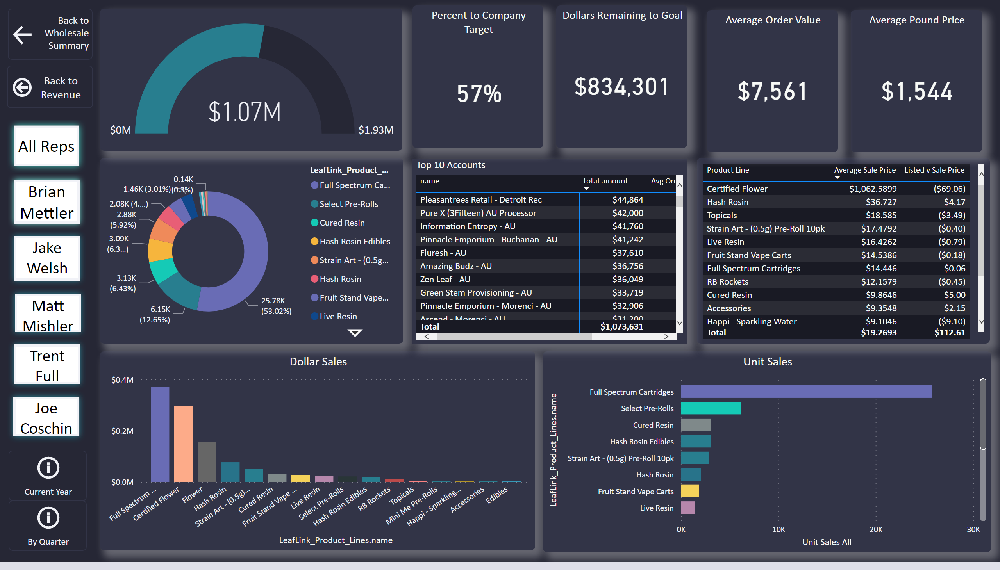 Back to
Wholesale
Summary
Back to
Revenue
All Reps
Brian
Mettler
Jake
Welsh
Matt
Mishler
Trent
Full
Joe
Coschin
Current Year
By Quarter
$1.07M
$0M
$1.93M
Percent to Company
Target
57%
Dollars Remaining to Goal
$834,301
Average Order Value
$7,561
Average Pound Price
$1,544
0.14K
(0.3%)
1.46K (3.01%)
2.08K (4....)
2.88K
(5.92%)
3.09K
(6.3...)
3.13K
(6.43%)
6.15K
(12.65%)
25.78K
(53.02%)
LeafLink_Product_...
Full Spectrum Ca...
Select Pre-Rolls
Cured Resin
Hash Rosin Edibles
Strain Art - (0.5g...
Hash Rosin
Fruit Stand Vape...
Live Resin
Top 10 Accounts
name total.amount Avg Orc
Pleasantrees Retail - Detroit Rec $44,864
Pure X (3Fifteen) AU Processor $42,000
Information Entropy - AU $41,760
Pinnacle Emporium - Buchanan - AU $41,242
Fluresh - AU $37,610
Amazing Budz - AU $36,756
Zen Leaf - AU $36,049
Green Stem Provisioning - AU $33,719
Pinnacle Emporium - Morenci - AU $32,906
Ascend - Morenci - AU $31,200
Total $1,073,631
Product Line Average Sale Price Listed v Sale Price
Certified Flower $1,062.5899 ($69.06)
Hash Rosin $36.727 $4.17
Topicals $18.585 ($3.49)
Strain Art - (0.5g) Pre-Roll 10pk $17.4792 ($0.40)
Live Resin $16.4262 ($0.79)
Fruit Stand Vape Carts $14.5386 ($0.18)
Full Spectrum Cartridges $14.446 $0.06
RB Rockets $12.1579 ($0.45)
Cured Resin $9.8646 $5.00
Accessories $9.3548 $2.15
Happi - Sparkling Water $9.1046 ($9.10)
Total $19.2693 $112.61
Dollar Sales
$0.4M
$0.2M
$0.0M
Full Spectrum ...
Certified Flower
Flower
Hash Rosin
Strain Art - (0.5g)...
Cured Resin
Fruit Stand Vape ...
Live Resin
Select Pre-Rolls
Hash Rosin Edibles
RB Rockets
Topicals
Mini Me Pre-Rolls
Happi - Sparkling...
Accessories
Edibles
LeafLink_Product_Lines.name
Unit Sales
LeafLink_Product_Lines.name
Full Spectrum Cartridges
Select Pre-Rolls
Cured Resin
Hash Rosin Edibles
Strain Art - (0.5g) Pre-Roll 10pk
Hash Rosin
Fruit Stand Vape Carts
Live Resin
0K 10K 20K 30K
Unit Sales All